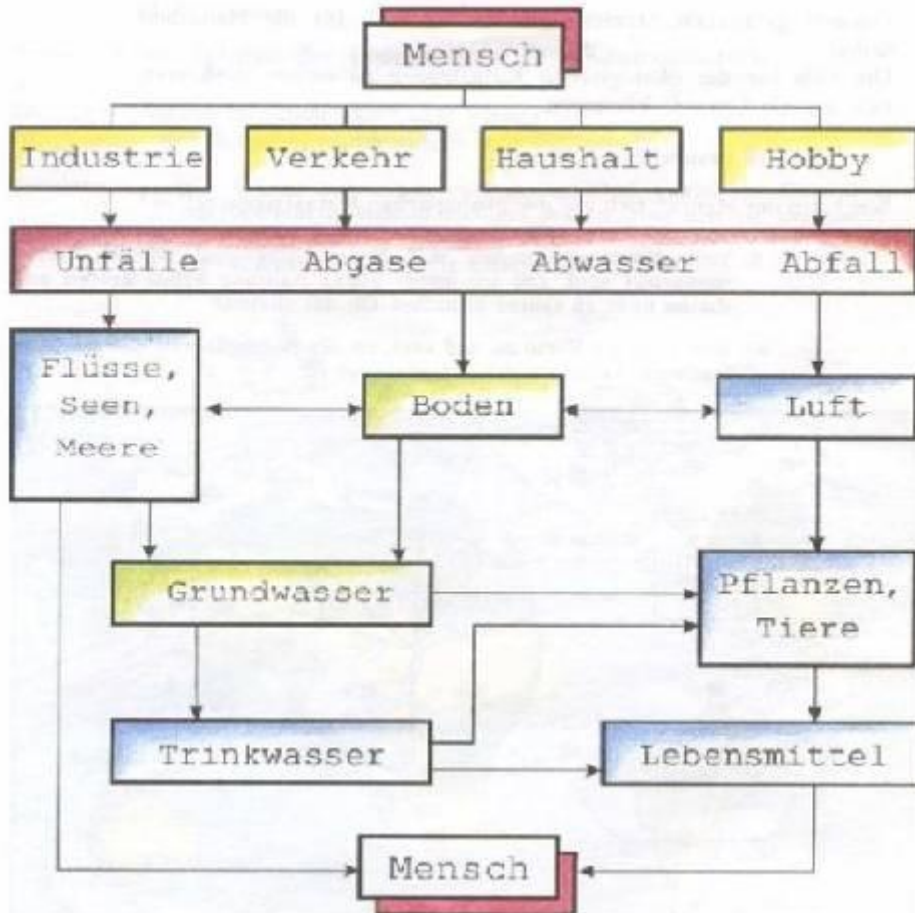 Mensch
Industrie Verkehr Haushalt Hobby
Unfälle Abgase Abwasser Abfall
Flüsse,
Seen,
Meere
Boden
Luft
Grundwasser
Pflanzen,
Tiere
Trinkwasser
Lebensmittel
Mensch